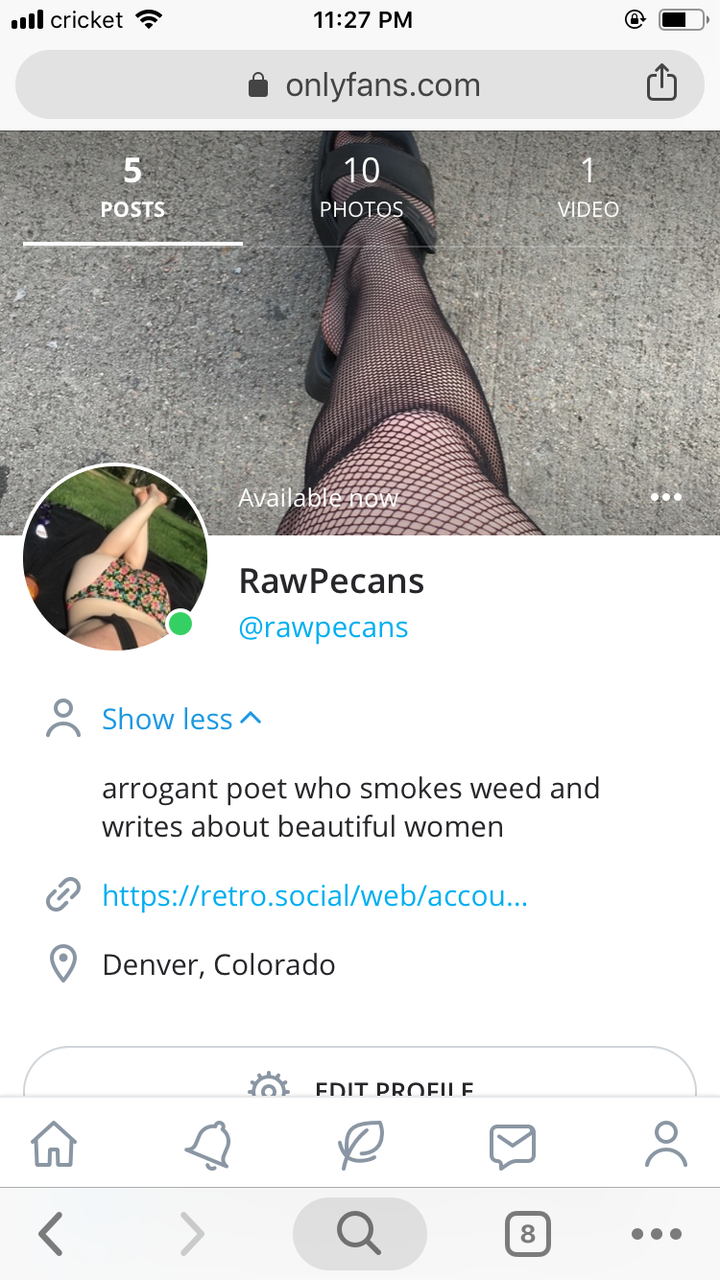 cricket 11:27 PM
onlyfans.com
5 10 1
POSTS PHOTOS VIDEO
Available now
RawPecans
@rawpecans
Show less
arrogant poet who smokes weed and
writes about beautiful women
https://retro.social/web/accou...
Denver, Colorado
EDIT PROFILE
8